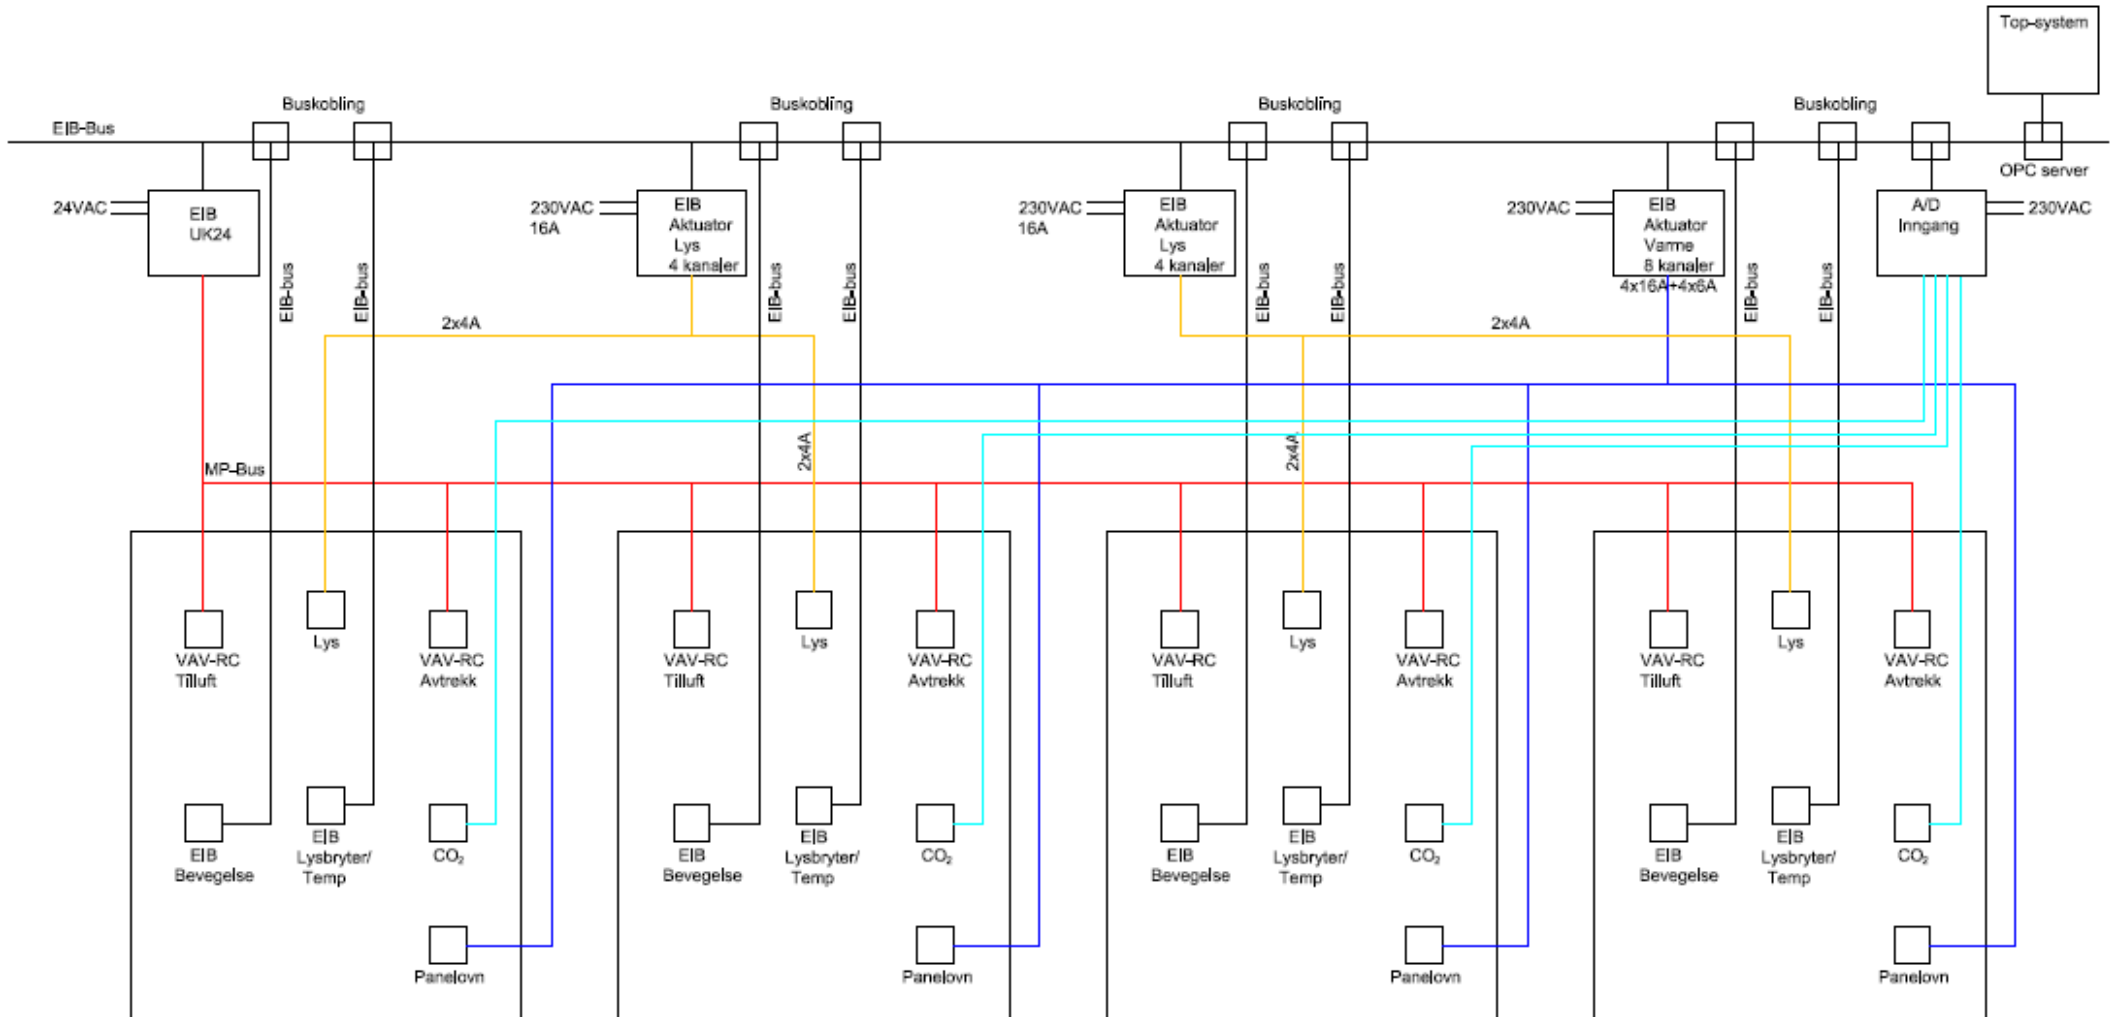 Top-system
Buskobling
Buskobling
Buskobling
Buskobling
EIB-Bus
OPC server
24VAC
EIB
UK24
230VAC
16A
EIB
Aktuator
Lys
4 kanaler
230VAC
16A
EIB
Aktuator
Lys
4 kanaler
230VAC
EIB
Aktuator
Varme
8 kanaler
4x16A+4x6A
A/D
Inngang
230VAC
EIB-bus
EIB-bus
EIB-bus
EIB-bus
EIB-bus
EIB-bus
EIB-bus
EIB-bus
2x4A
2x4A
2x4A
2x4A
MP-Bus
VAV-RC
Tilluft
Lys
VAV-RC
Avtrekk
VAV-RC
Tilluft
Lys
VAV-RC
Avtrekk
VAV-RC
Tilluft
Lys
VAV-RC
Avtrekk
VAV-RC
Tilluft
Lys
VAV-RC
Avtrekk
EIB
Bevegelse
EIB
Lysbryter/
Temp
CO₂
EIB
Bevegelse
EIB
Lysbryter/
Temp
CO₂
EIB
Bevegelse
EIB
Lysbryter/
Temp
CO₂
EIB
Bevegelse
EIB
Lysbryter/
Temp
CO₂
Panelovn
Panelovn
Panelovn
Panelovn